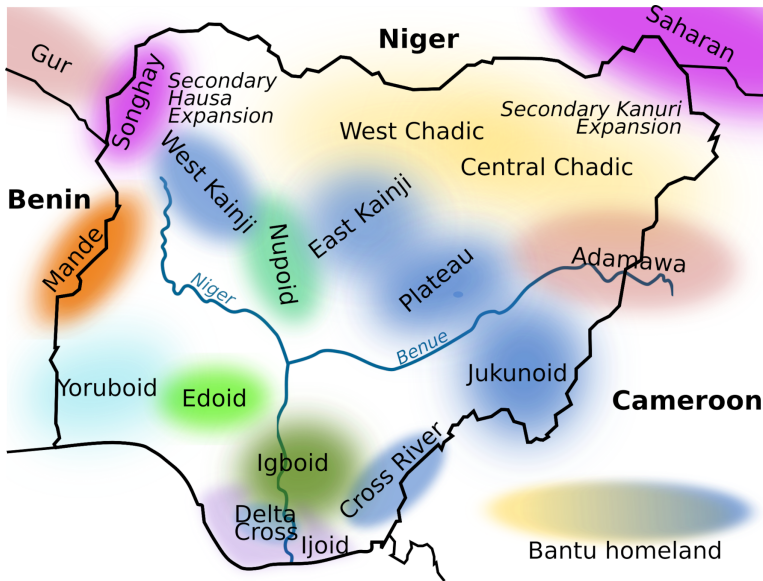 Niger
Saharan
Gur
Songhay
Secondary
Hausa
Expansion
Secondary Kanuri
Expansion
West Chadic
Central Chadic
West Kainji
East Kainji
Benin
Mande
Nupoid
Plateau
Adamawa
Niger
Benue
Yoruboid
Edoid
Jukunoid
Cameroon
Igboid
Cross River
Delta
Cross
Ijoid
Bantu homeland